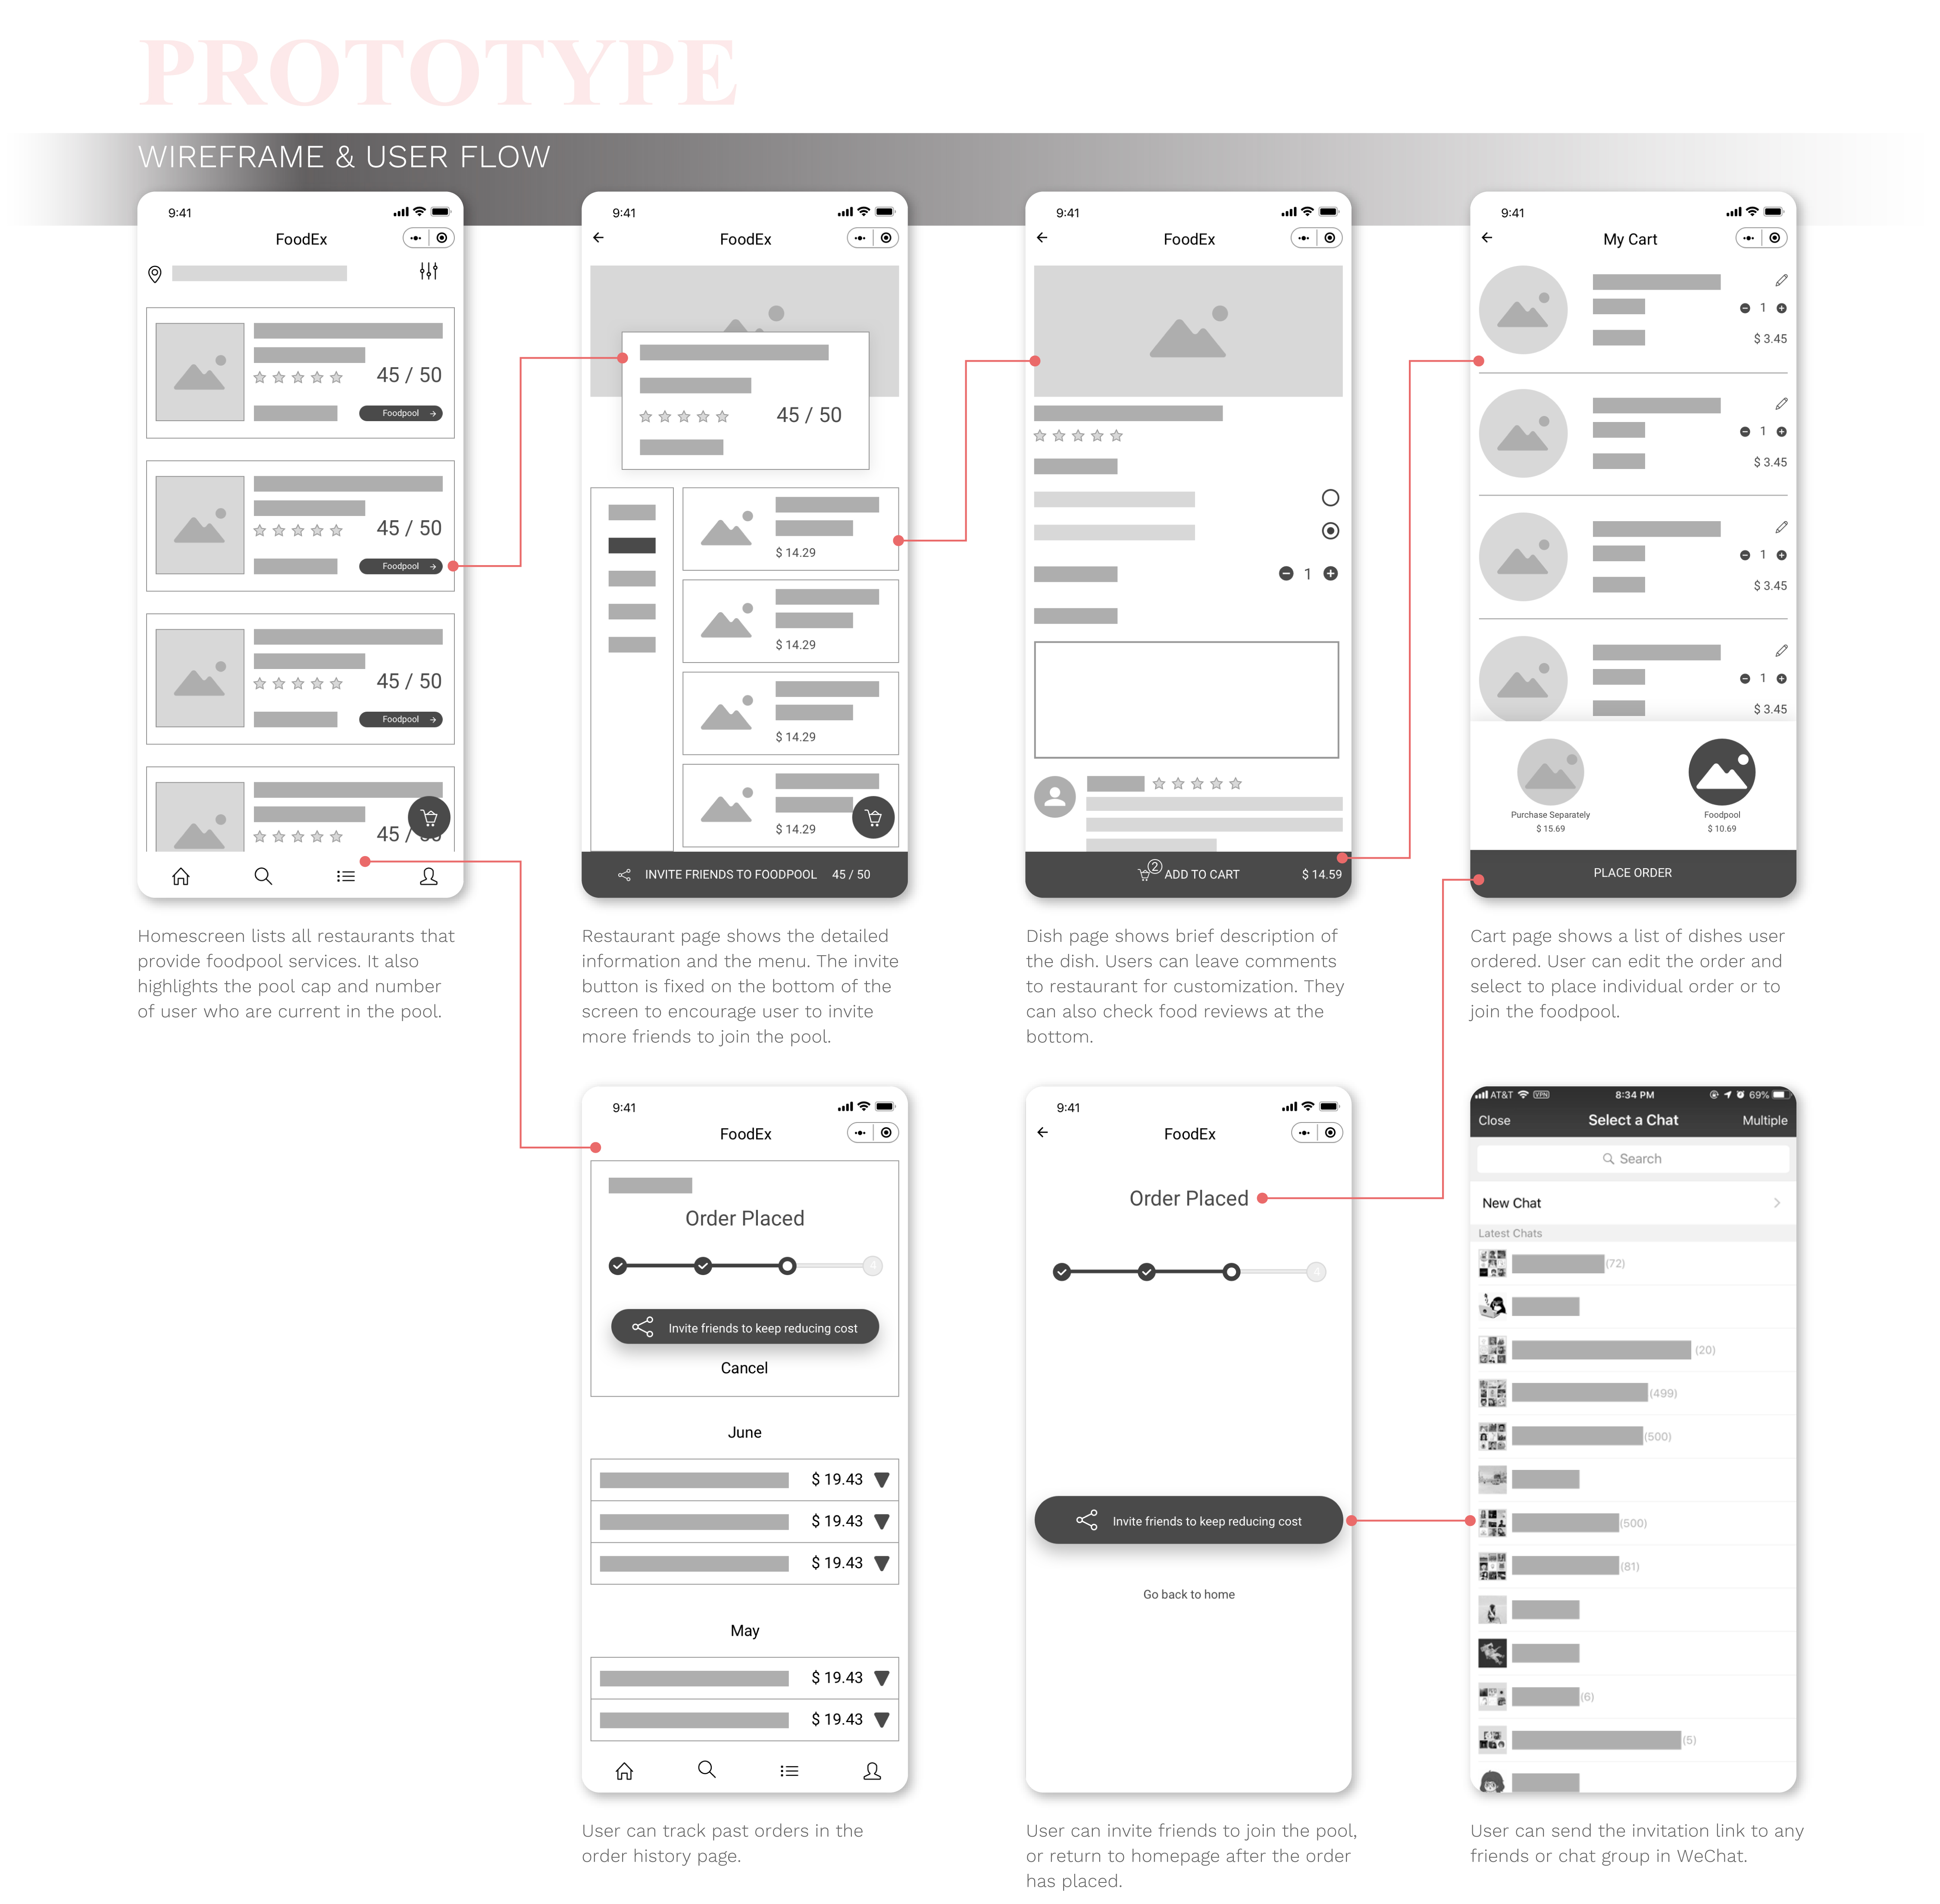 PROTOTYPE
WIREFRAME & USER FLOW
9:41
FoodEx
45 / 50
Foodpool
45 / 50
Foodpool
45 / 50
Foodpool
45 /
Homescreen lists all restaurants that
provide foodpool services. It also
highlights the pool cap and number
of user who are current in the pool.
9:41
FoodEx
45 / 50
$ 14.29
$ 14.29
$ 14.29
$ 14.29
INVITE FRIENDS TO FOODPOOL 45 / 50
Restaurant page shows the detailed
information and the menu. The invite
button is fixed on the bottom of the
screen to encourage user to invite
more friends to join the pool.
9:41
FoodEx
1
2 ADD TO CART $ 14.59
Dish page shows brief description of
the dish. Users can leave comments
to restaurant for customization. They
can also check food reviews at the
bottom.
9:41
My Cart
1
$ 3.45
1
$ 3.45
1
$ 3.45
1
$ 3.45
Purchase Separately
$ 15.69
Foodpool
$ 10.69
PLACE ORDER
Cart page shows a list of dishes user
ordered. User can edit the order and
select to place individual order or to
join the foodpool.
9:41
FoodEx
Order Placed
4
Invite friends to keep reducing cost
Cancel
June
$ 19.43
$ 19.43
$ 19.43
May
$ 19.43
$ 19.43
User can track past orders in the
order history page.
9:41
FoodEx
Order Placed
Invite friends to keep reducing cost
Go back to home
User can invite friends to join the pool,
or return to homepage after the order
has placed.
AT&T VPN 8:34 PM 69%
Close Select a Chat Multiple
Search
New Chat
Latest Chats
(72)
(20)
(499)
(500)
(500)
(81)
(6)
(5)
User can send the invitation link to any
friends or chat group in WeChat.